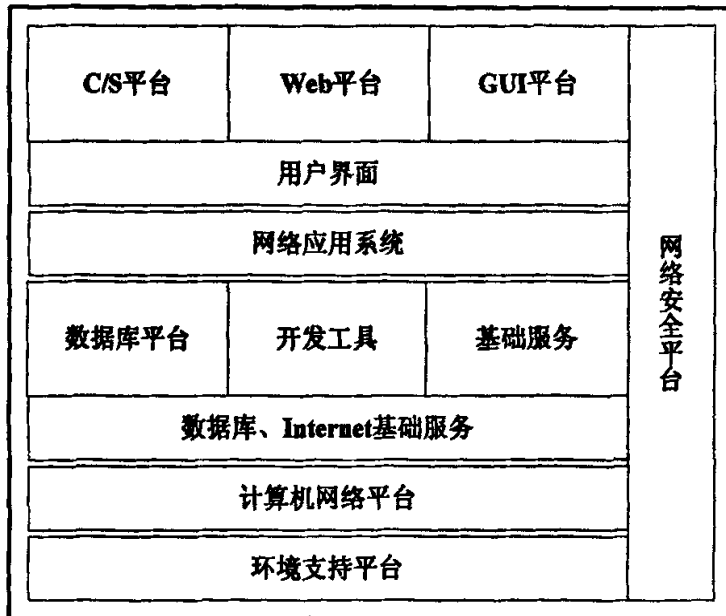 C/S平台
Web平台
GUI平台
用户界面
网络应用系统
数据库平台
开发工具
基础服务
数据库、Internet基础服务
计算机网络平台
环境支持平台
网络安全平台